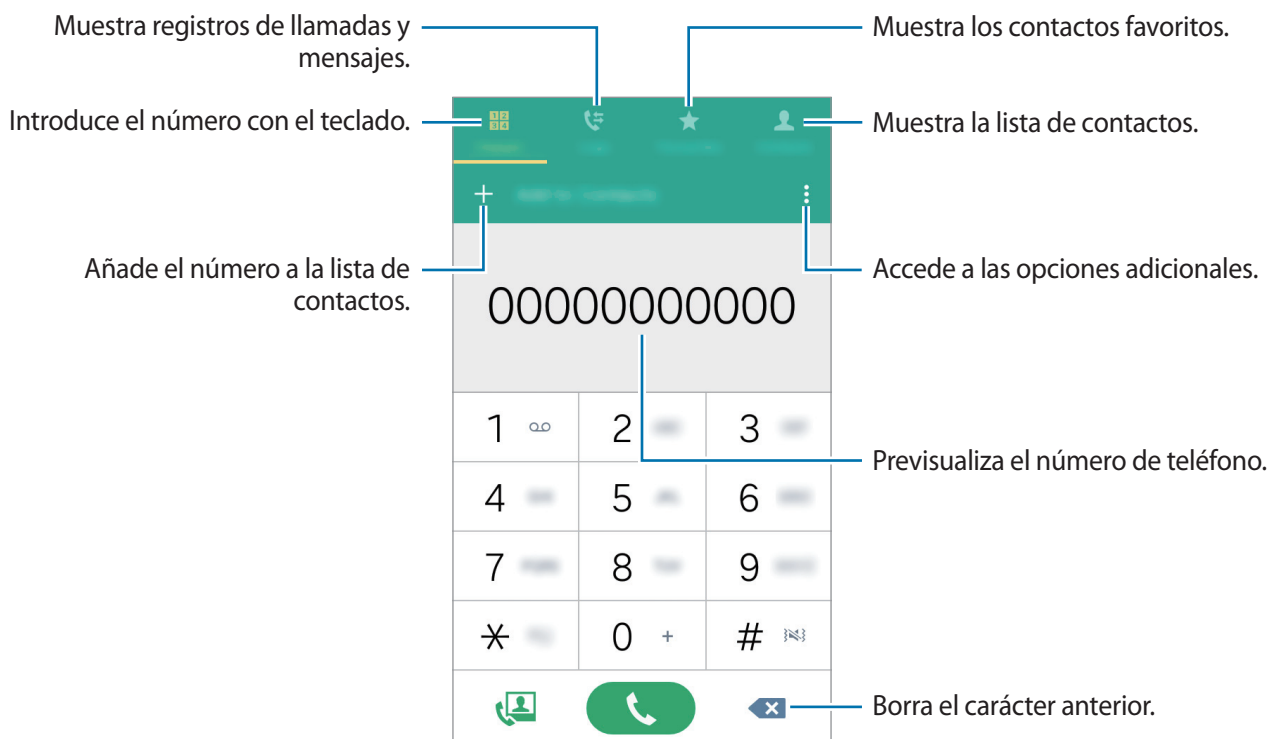 Muestra registros de llamadas y
mensajes.
Muestra los contactos favoritos.
Introduce el número con el teclado.
Muestra la lista de contactos.
Añade el número a la lista de
contactos.
Accede a las opciones adicionales.
00000000000
1
2
3
Previsualiza el número de teléfono.
4
5
6
7
8
9
*
0 +
#
Borra el carácter anterior.